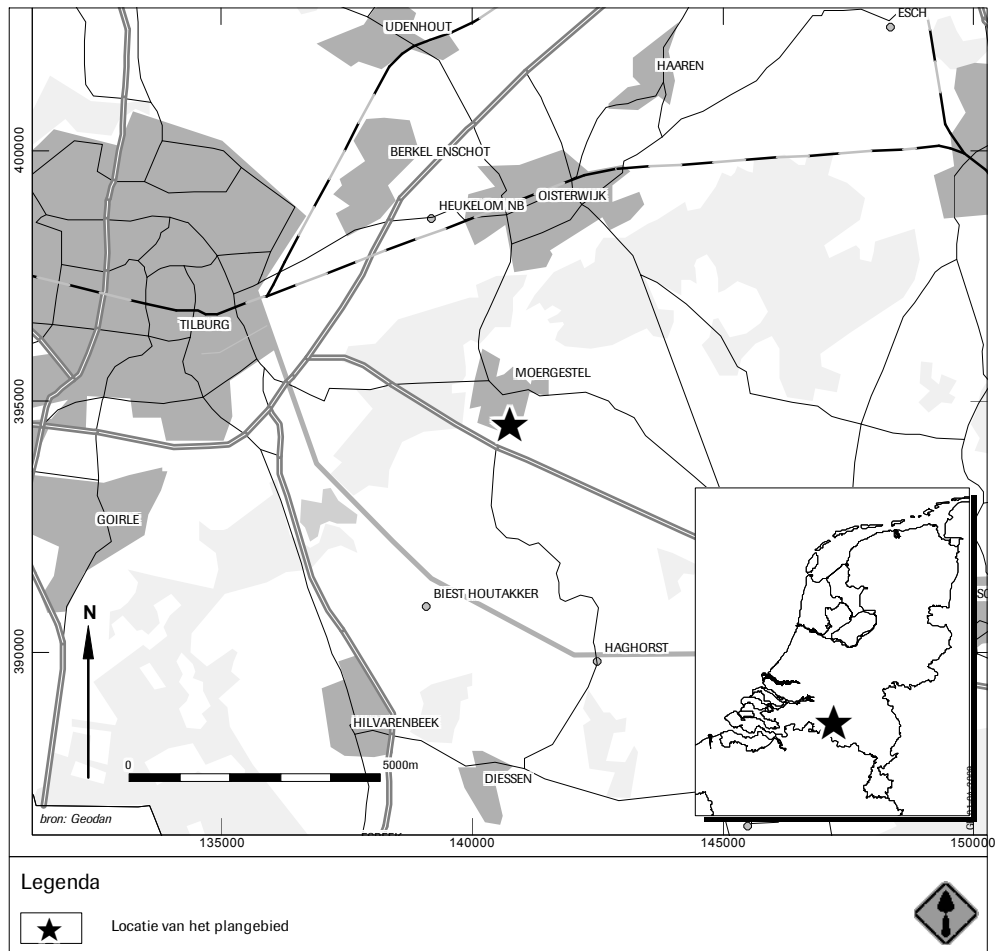 UDENHOUT
ESCH
HAAREN
400000
BERKEL ENSCHOT
OISTERWIJK
HEUKELOM NB
TILBURG
MOERGESTEL
395000
GOIRLE
N
BIEST HOUTAKKER
HAGHORST
390000
HILVARENBEEK
DIESSEN
0 5000m
bron: Geodan
135000 140000 145000 150000
Legenda
Locatie van het plangebied